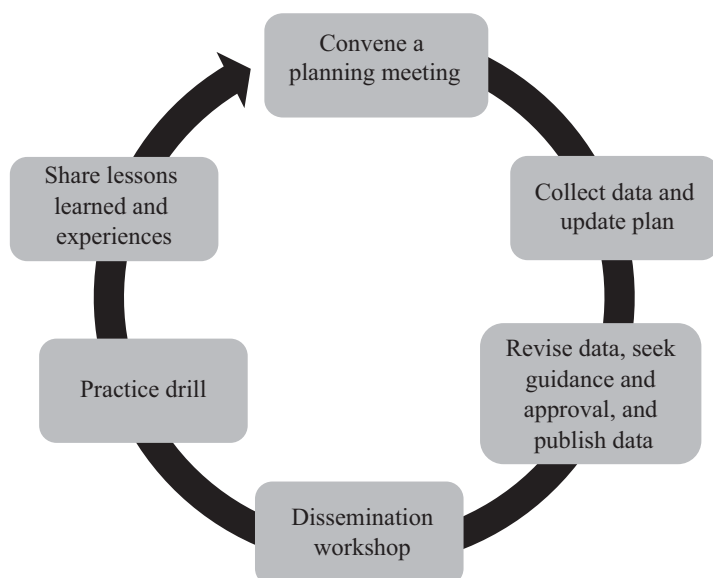 Convene a
planning meeting
Collect data and
update plan
Revise data, seek
guidance and
approval, and
publish data
Dissemination
workshop
Practice drill
Share lessons
learned and
experiences